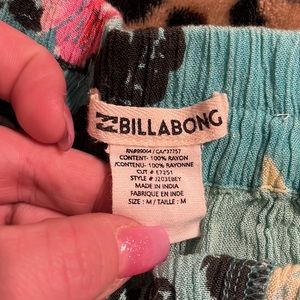 BILLABONG
RN#99064 / CA#37757
CONTENT- 100% RAYON
/CONTENU- 100% RAYONNE
CUT # E7251
STYLE # J203EBEY
MADE IN INDIA
FABRIQUE EN INDE
SIZE : M / TAILLE : M